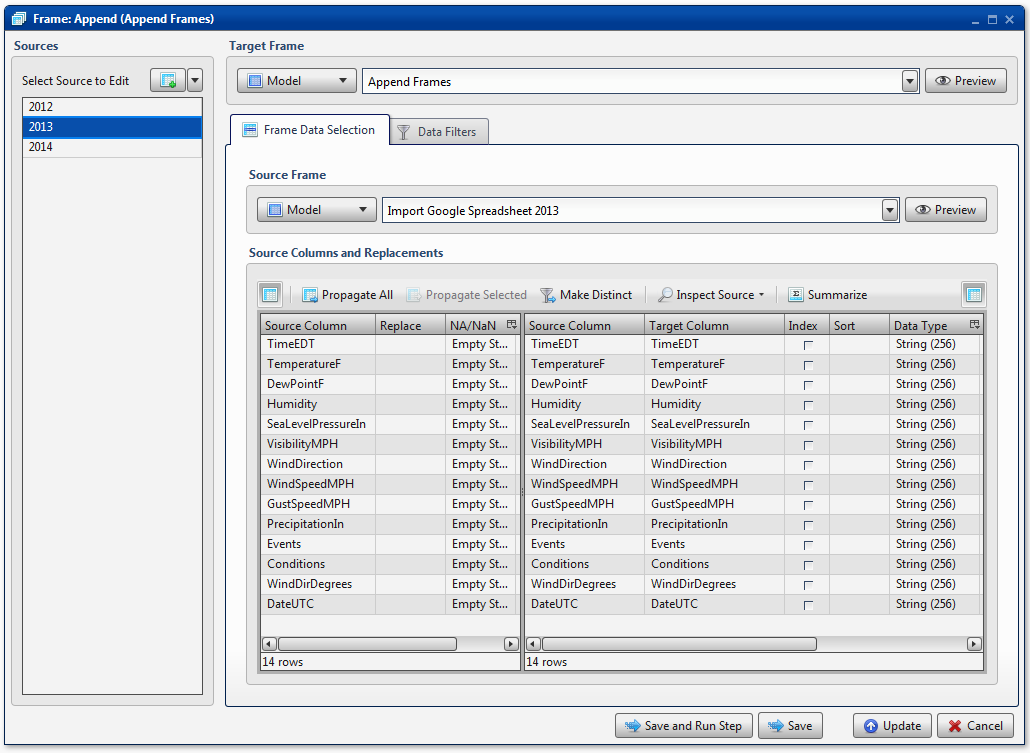 Frame: Append (Append Frames)
Sources
Select Source to Edit
2012
2013
2014
Target Frame
Model
Append Frames
Preview
Frame Data Selection
Data Filters
Source Frame
Model
Import Google Spreadsheet 2013
Preview
Source Columns and Replacements
Propagate All Propagate Selected Make Distinct Inspect Source Summarize
Source Column Replace NA/NaN Source Column Target Column Index Sort Data Type
TimeEDT Empty St... TimeEDT TimeEDT String (256)
TemperatureF Empty St... TemperatureF TemperatureF String (256)
DewPointF Empty St... DewPointF DewPointF String (256)
Humidity Empty St... Humidity Humidity String (256)
SeaLevelPressureIn Empty St... SeaLevelPressureIn SeaLevelPressureIn String (256)
VisibilityMPH Empty St... VisibilityMPH VisibilityMPH String (256)
WindDirection Empty St... WindDirection WindDirection String (256)
WindSpeedMPH Empty St... WindSpeedMPH WindSpeedMPH String (256)
GustSpeedMPH Empty St... GustSpeedMPH GustSpeedMPH String (256)
PrecipitationIn Empty St... PrecipitationIn PrecipitationIn String (256)
Events Empty St... Events Events String (256)
Conditions Empty St... Conditions Conditions String (256)
WindDirDegrees Empty St... WindDirDegrees WindDirDegrees String (256)
DateUTC Empty St... DateUTC DateUTC String (256)
14 rows 14 rows
Save and Run Step Save Update Cancel